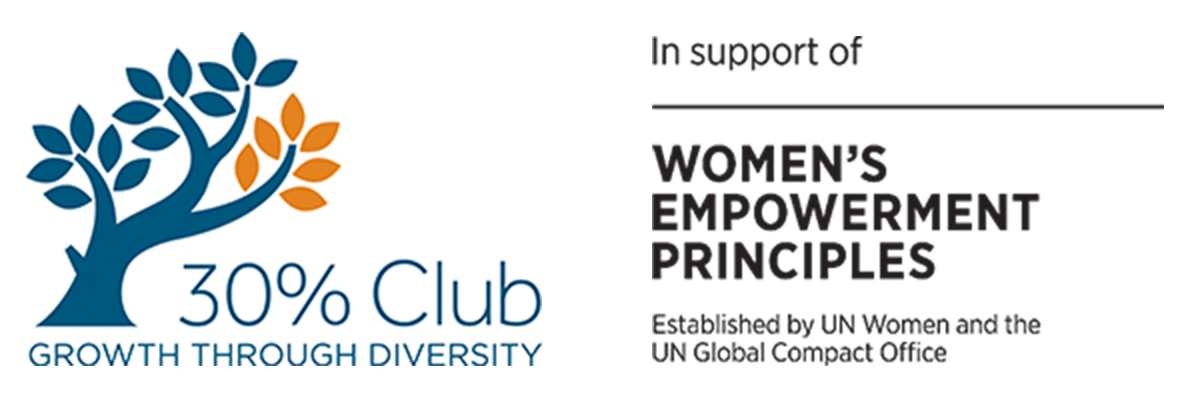 30% Club
GROWTH THROUGH DIVERSITY
In support of
WOMEN'S
EMPOWERMENT
PRINCIPLES
Established by UN Women and the
UN Global Compact Office